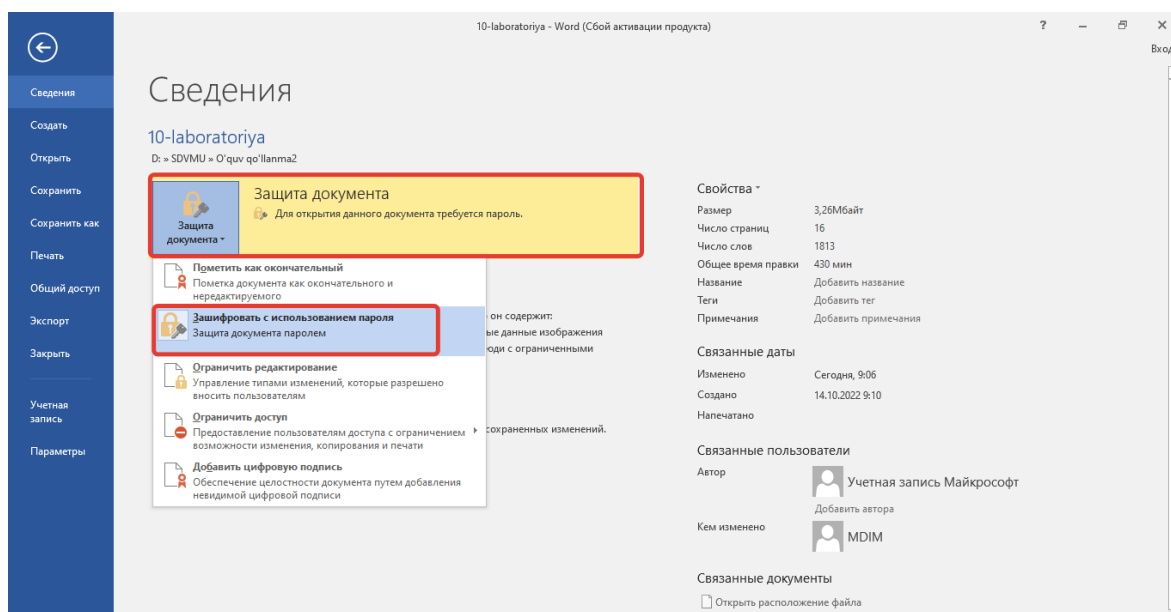 10-laboratoriya - Word (Сбой активации продукта)
?
Вход
Сведения
Создать
Открыть
Сохранить
Сохранить как
Печать
Общий доступ
Экспорт
Закрыть
Учетная
запись
Параметры
Сведения
10-laboratoriya
D: » SDVMU » O'quv qo'llanma2
Защита
документа
Защита документа
Для открытия данного документа требуется пароль.
Пометить как окончательный
Пометка документа как окончательного и
нередактируемого
Зашифровать с использованием пароля
Защита документа паролем
Ограничить редактирование
Управление типами изменений, которые разрешено
вносить пользователям
Ограничить доступ
Предоставление пользователям доступа с ограничением
возможности изменения, копирования и печати
Добавить цифровую подпись
Обеспечение целостности документа путем добавления
невидимой цифровой подписи
он содержит:
ые данные изображения
юди с ограниченными
сохраненных изменений.
Свойства
Размер 3,26Мбайт
Число страниц 16
Число слов 1813
Общее время правки 430 мин
Название Добавить название
Теги Добавить тег
Примечания Добавить примечания
Связанные даты
Изменено Сегодня, 9:06
Создано 14.10.2022 9:10
Напечатано
Связанные пользователи
Автор Учетная запись Майкрософт
Добавить автора
Кем изменено MDIM
Связанные документы
Открыть расположение файла